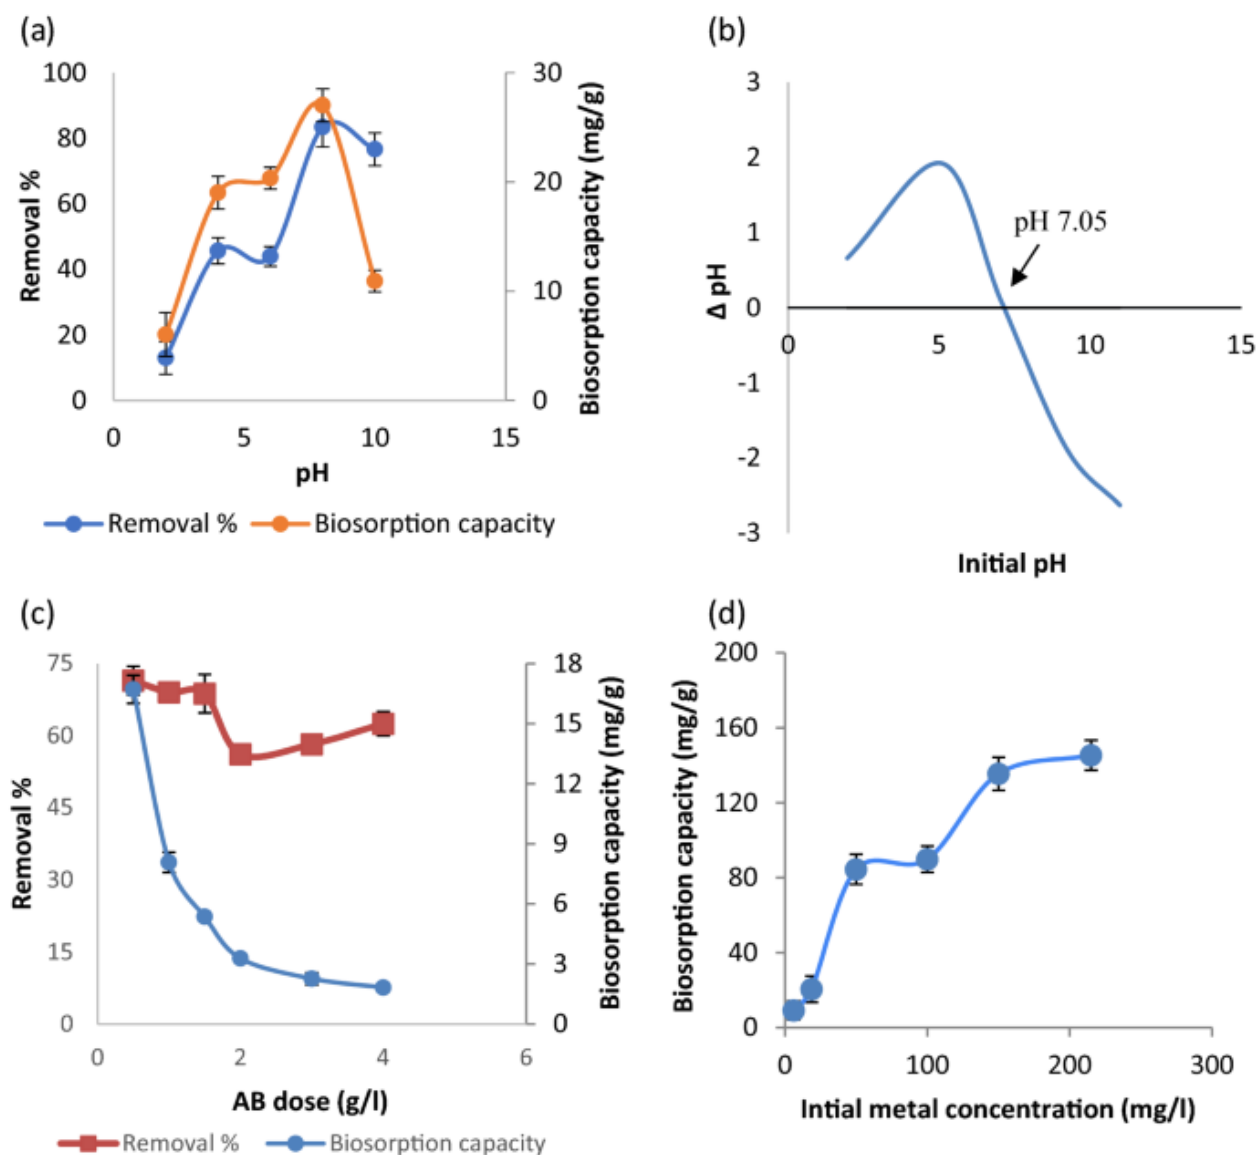 (a)
100
80
60
40
20
0
Removal %
30
20
10
0
Biosorption capacity (mg/g)
0 5 10 15
pH
Removal % Biosorption capacity
(b)
3
2
1
0
-1
-2
-3
Δ pH
pH 7.05
0 5 10 15
Initial pH
(c)
75
60
45
30
15
0
Removal %
18
15
12
9
6
3
0
Biosorption capacity (mg/g)
0 2 4 6
AB dose (g/l)
Removal % Biosorption capacity
(d)
200
160
120
80
40
0
Biosorption capacity (mg/g)
0 100 200 300
Intial metal concentration (mg/l)